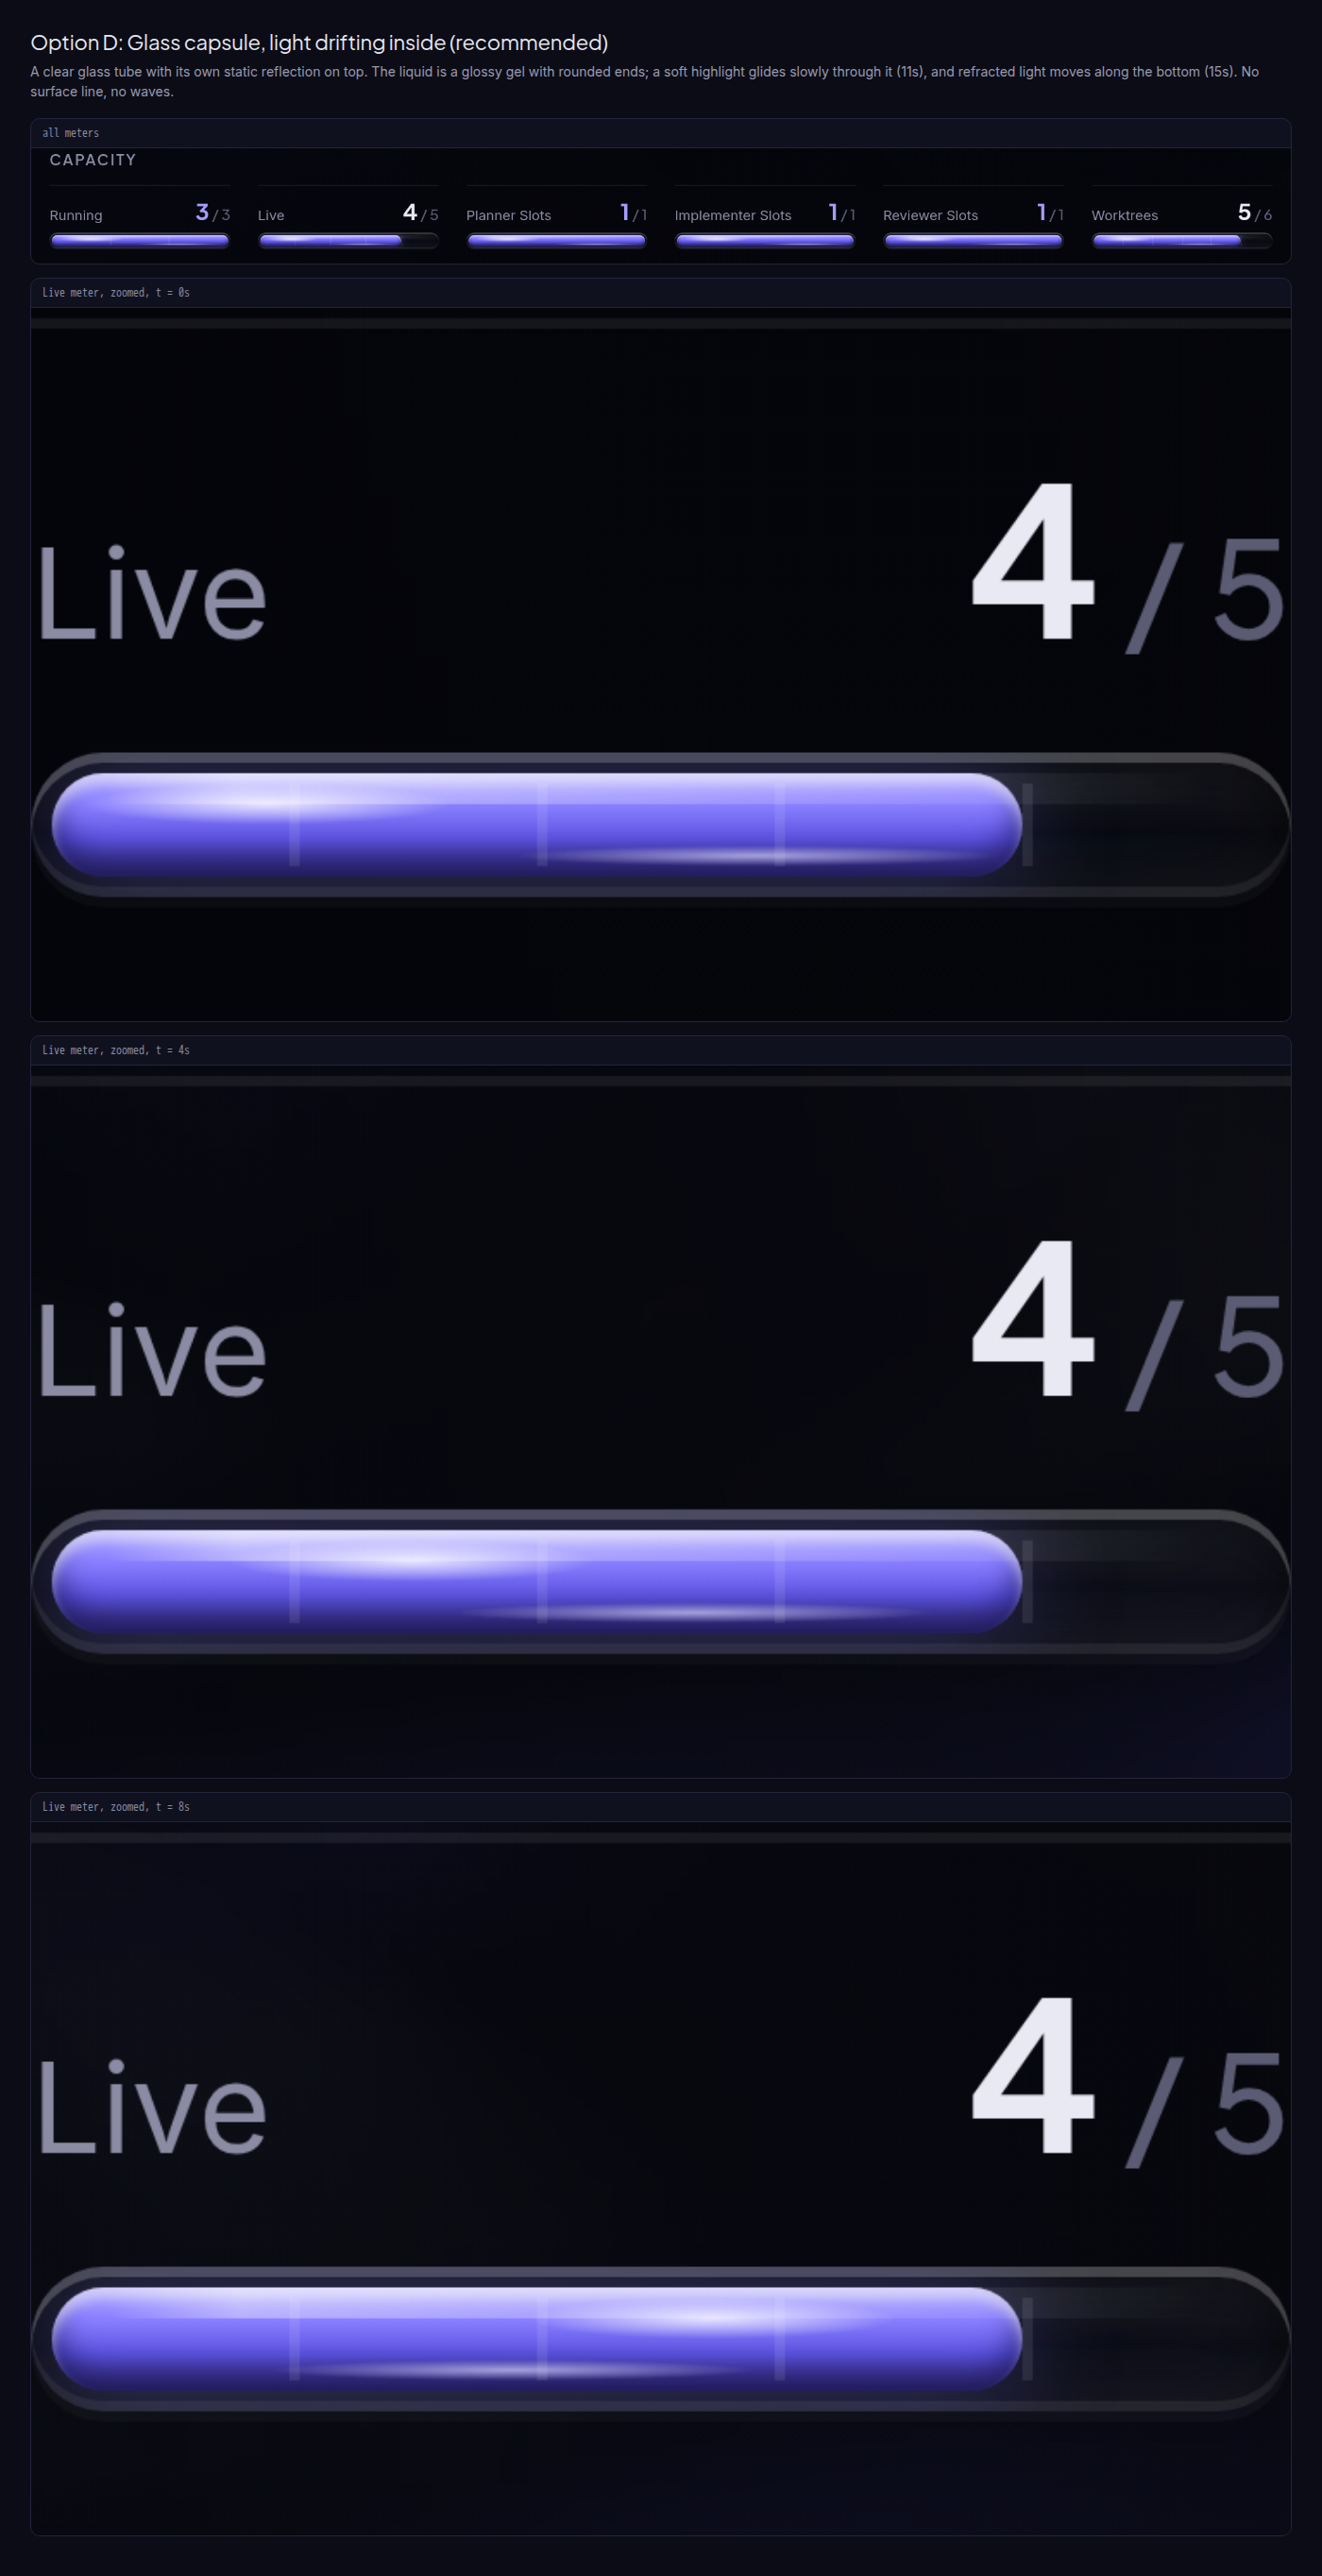 Option D: Glass capsule, light drifting inside (recommended)
A clear glass tube with its own static reflection on top. The liquid is a glossy gel with rounded ends; a soft highlight glides slowly through it (11s), and refracted light moves along the bottom (15s). No
surface line, no waves.
all meters
CAPACITY
Running 3 / 3 Live 4 / 5 Planner Slots 1 / 1 Implementer Slots 1 / 1 Reviewer Slots 1 / 1 Worktrees 5 / 6
Live meter, zoomed, t = 0s
Live 4 / 5
Live meter, zoomed, t = 4s
Live 4 / 5
Live meter, zoomed, t = 8s
Live 4 / 5